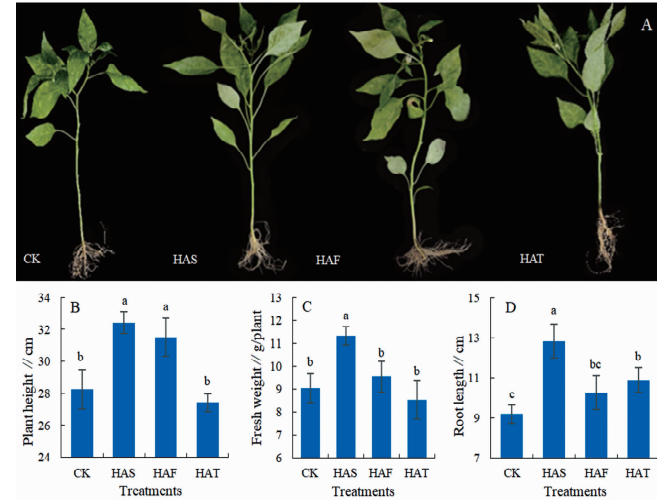 A
CK
HAS
HAF
HAT
B
Plant height // cm
34
32
30
28
26
24
b
a
a
b
CK HAS HAF HAT
Treatments
C
Fresh weight // g/plant
13
12
11
10
9
8
7
6
b
a
b
b
CK HAS HAF HAT
Treatments
D
Root length // cm
15
13
11
9
7
c
a
bc
b
CK HAS HAF HAT
Treatments